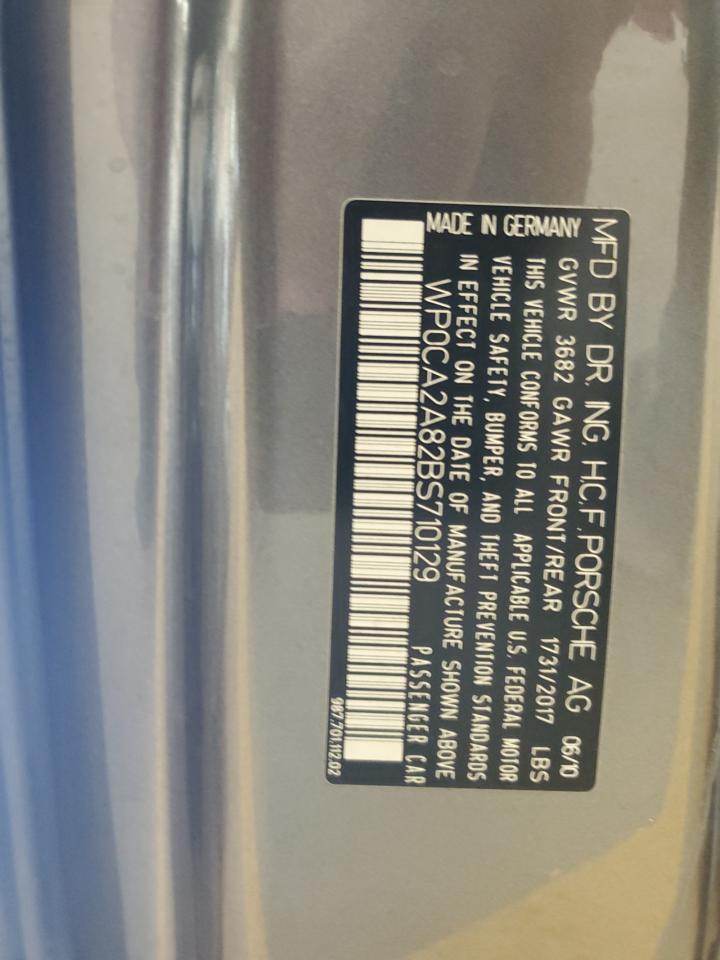 MFD BY DR. ING. H.C.F. PORSCHE AG 06/10
GVWR 3682 GAWR FRONT/REAR 1731/2017 LBS
THIS VEHICLE CONFORMS TO ALL APPLICABLE U.S. FEDERAL MOTOR
VEHICLE SAFETY, BUMPER, AND THEFT PREVENTION STANDARDS
IN EFFECT ON THE DATE OF MANUFACTURE SHOWN ABOVE
MADE IN GERMANY WP0CA2A82BS710129 PASSENGER CAR
987.701.112.02